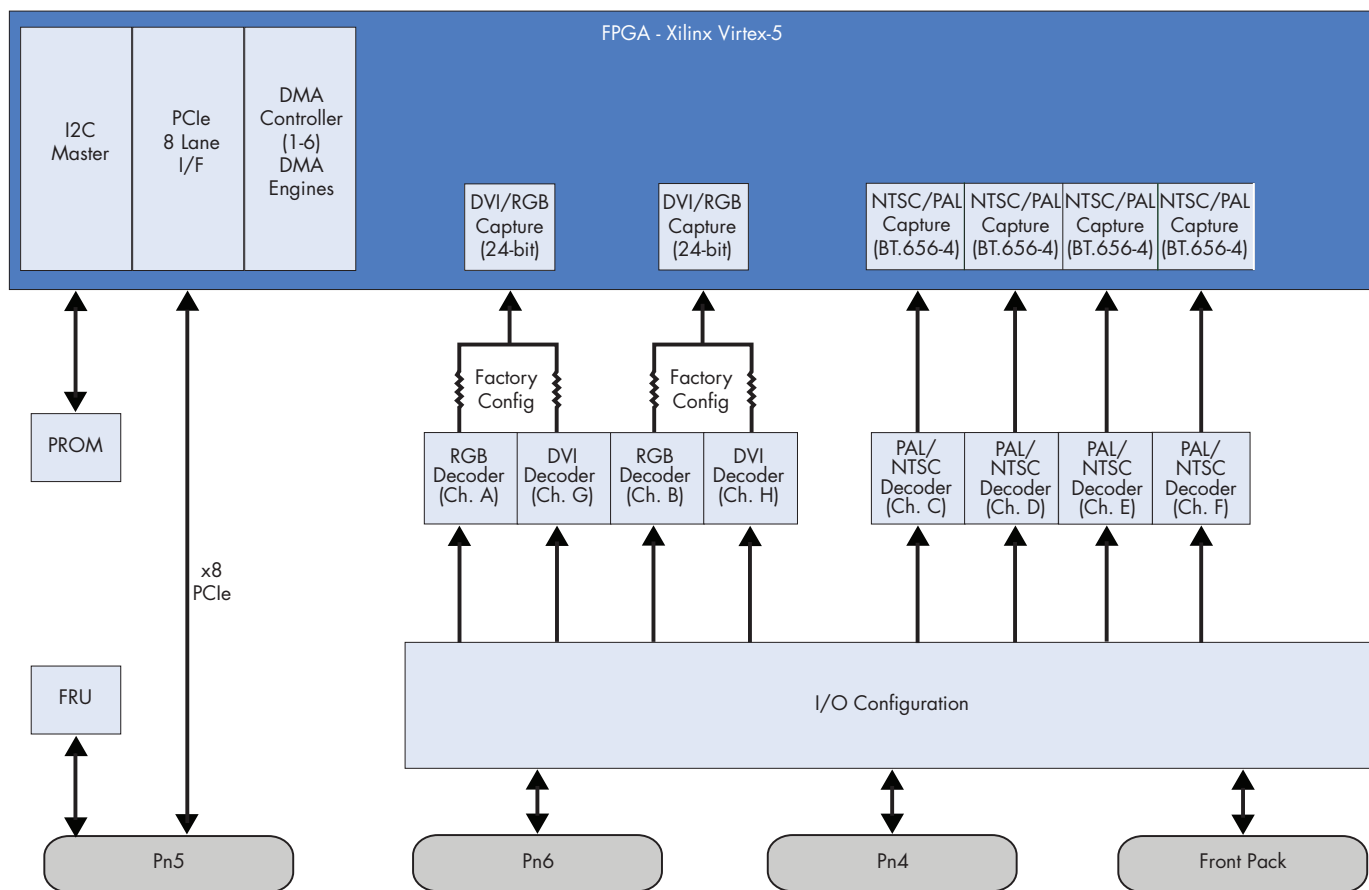 FPGA - Xilinx Virtex-5
I2C
Master
PCIe
8 Lane
I/F
DMA
Controller
(1-6)
DMA
Engines
DVI/RGB
Capture
(24-bit)
DVI/RGB
Capture
(24-bit)
NTSC/PAL
Capture
(BT.656-4)
NTSC/PAL
Capture
(BT.656-4)
NTSC/PAL
Capture
(BT.656-4)
NTSC/PAL
Capture
(BT.656-4)
Factory
Config
Factory
Config
PROM
RGB
Decoder
(Ch. A)
DVI
Decoder
(Ch. G)
RGB
Decoder
(Ch. B)
DVI
Decoder
(Ch. H)
PAL/
NTSC
Decoder
(Ch. C)
PAL/
NTSC
Decoder
(Ch. D)
PAL/
NTSC
Decoder
(Ch. E)
PAL/
NTSC
Decoder
(Ch. F)
x8
PCIe
FRU
I/O Configuration
Pn5
Pn6
Pn4
Front Pack